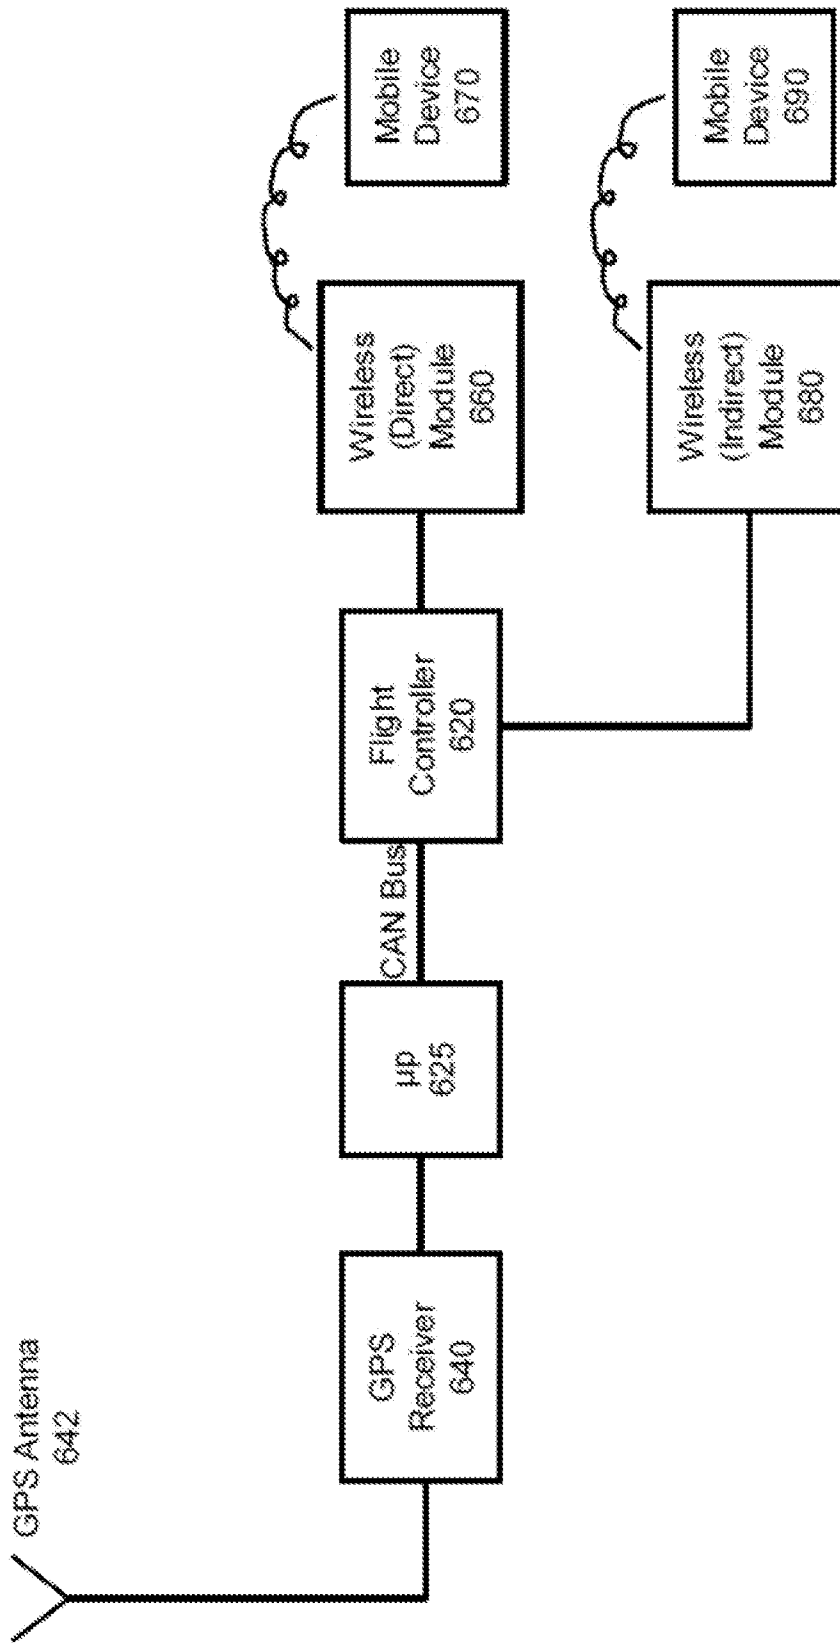 GPS Antenna
642
GPS
Receiver
640
µp
625
CAN Bus
Flight
Controller
620
Wireless
(Direct)
Module
660
Mobile
Device
670
Wireless
(Indirect)
Module
680
Mobile
Device
690